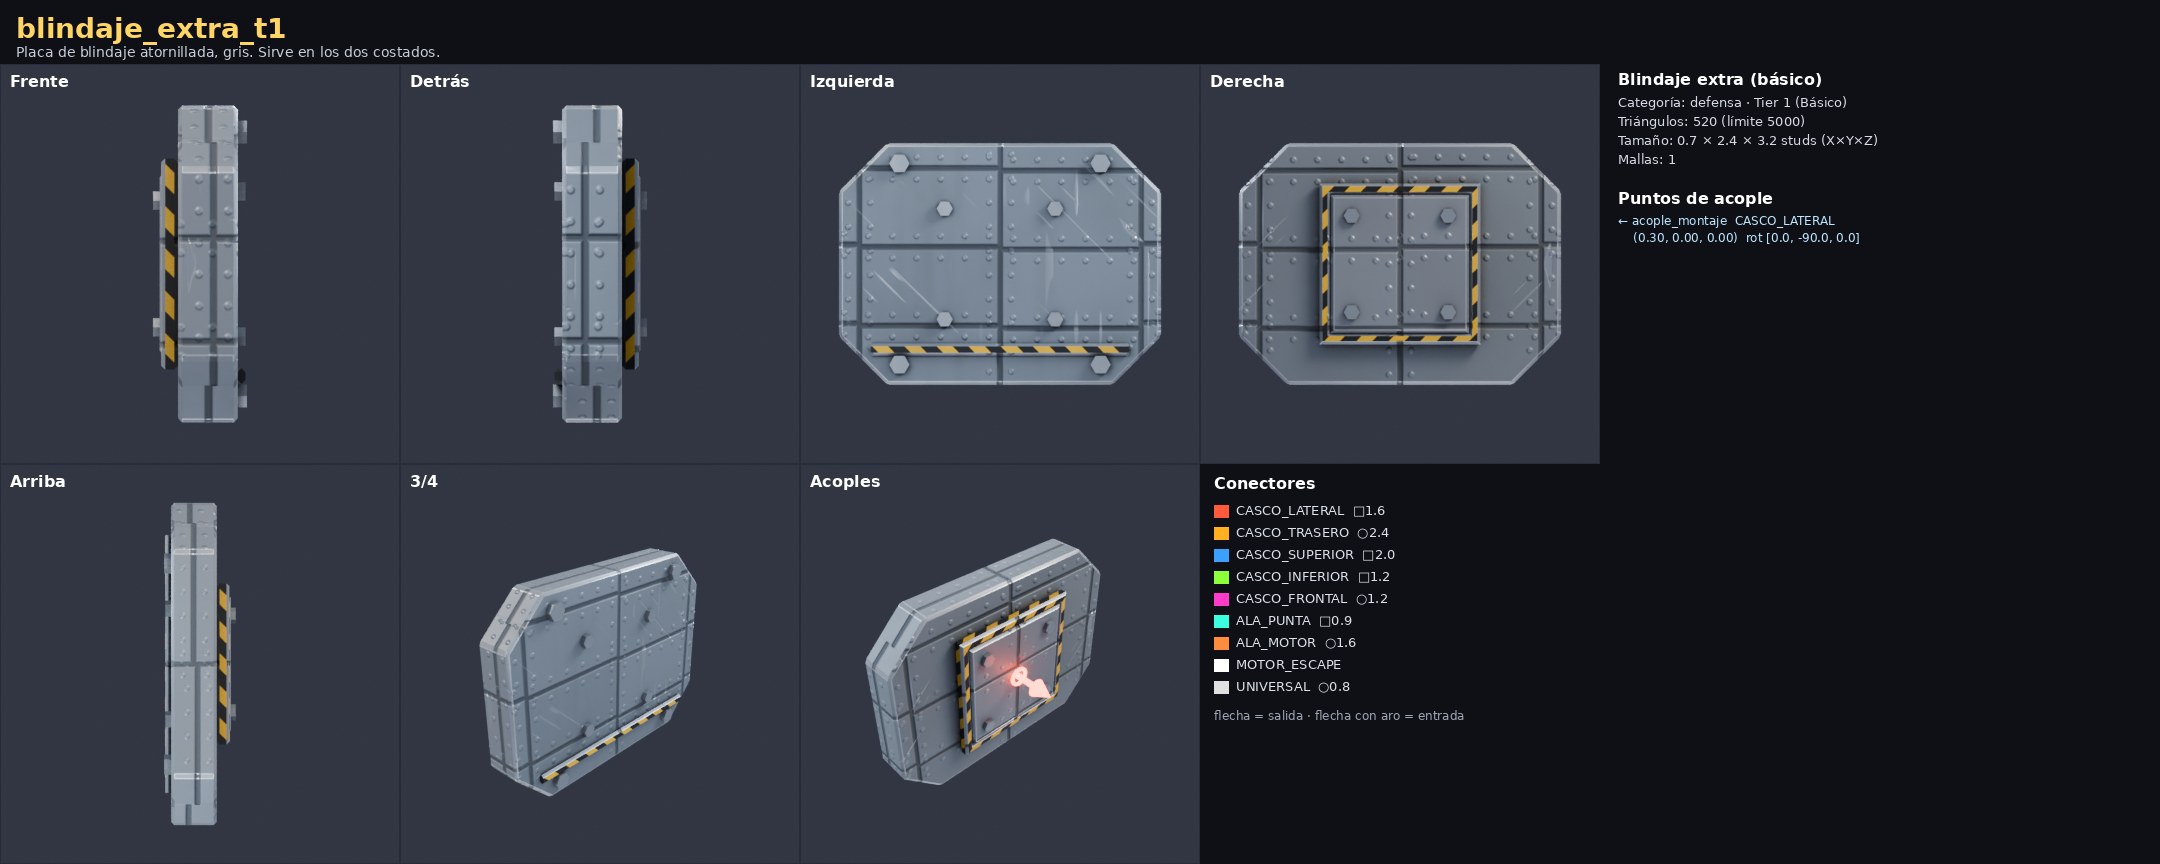 blindaje_extra_t1
Placa de blindaje atornillada, gris. Sirve en los dos costados.
Frente
Detrás
Izquierda
Derecha
Blindaje extra (básico)
Categoría: defensa · Tier 1 (Básico)
Triángulos: 520 (límite 5000)
Tamaño: 0.7 × 2.4 × 3.2 studs (X×Y×Z)
Mallas: 1
Puntos de acople
← acople_montaje  CASCO_LATERAL
(0.30, 0.00, 0.00)  rot [0.0, -90.0, 0.0]
Arriba
3/4
Acoples
Conectores
CASCO_LATERAL  □1.6
CASCO_TRASERO  ○2.4
CASCO_SUPERIOR  □2.0
CASCO_INFERIOR  □1.2
CASCO_FRONTAL  ○1.2
ALA_PUNTA  □0.9
ALA_MOTOR  ○1.6
MOTOR_ESCAPE
UNIVERSAL  ○0.8
flecha = salida · flecha con aro = entrada